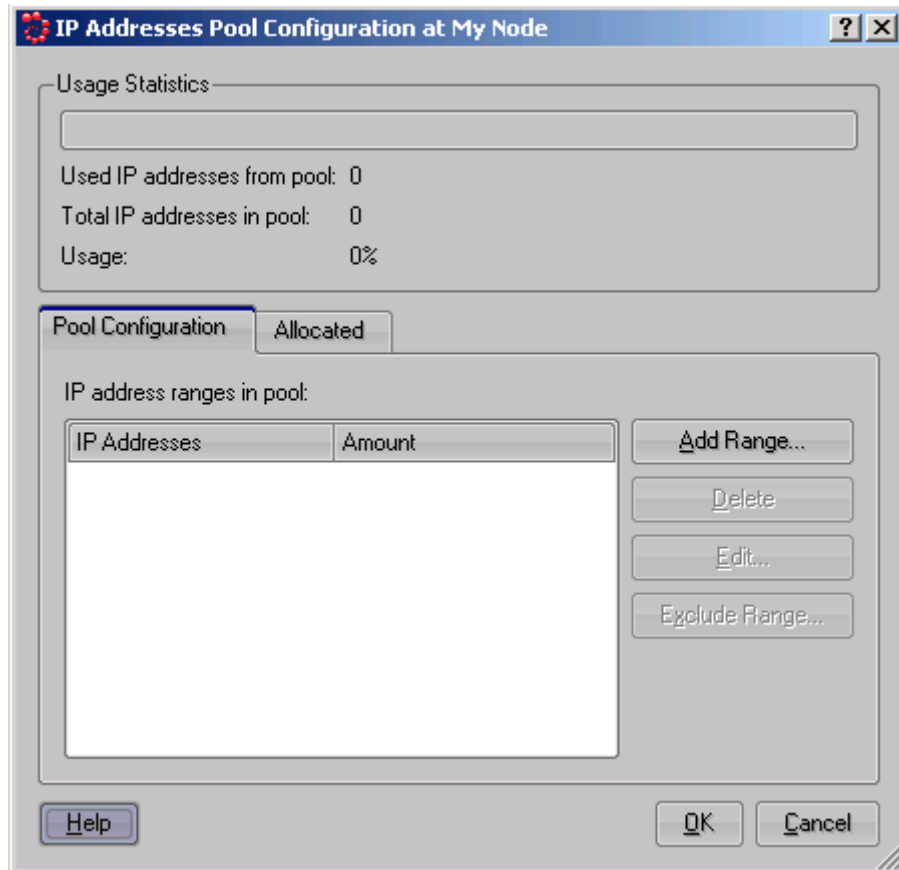 IP Addresses Pool Configuration at My Node
Usage Statistics
Used IP addresses from pool: 0
Total IP addresses in pool: 0
Usage: 0%
Pool Configuration Allocated
IP address ranges in pool:
IP Addresses Amount
Add Range...
Delete
Edit...
Exclude Range...
Help OK Cancel